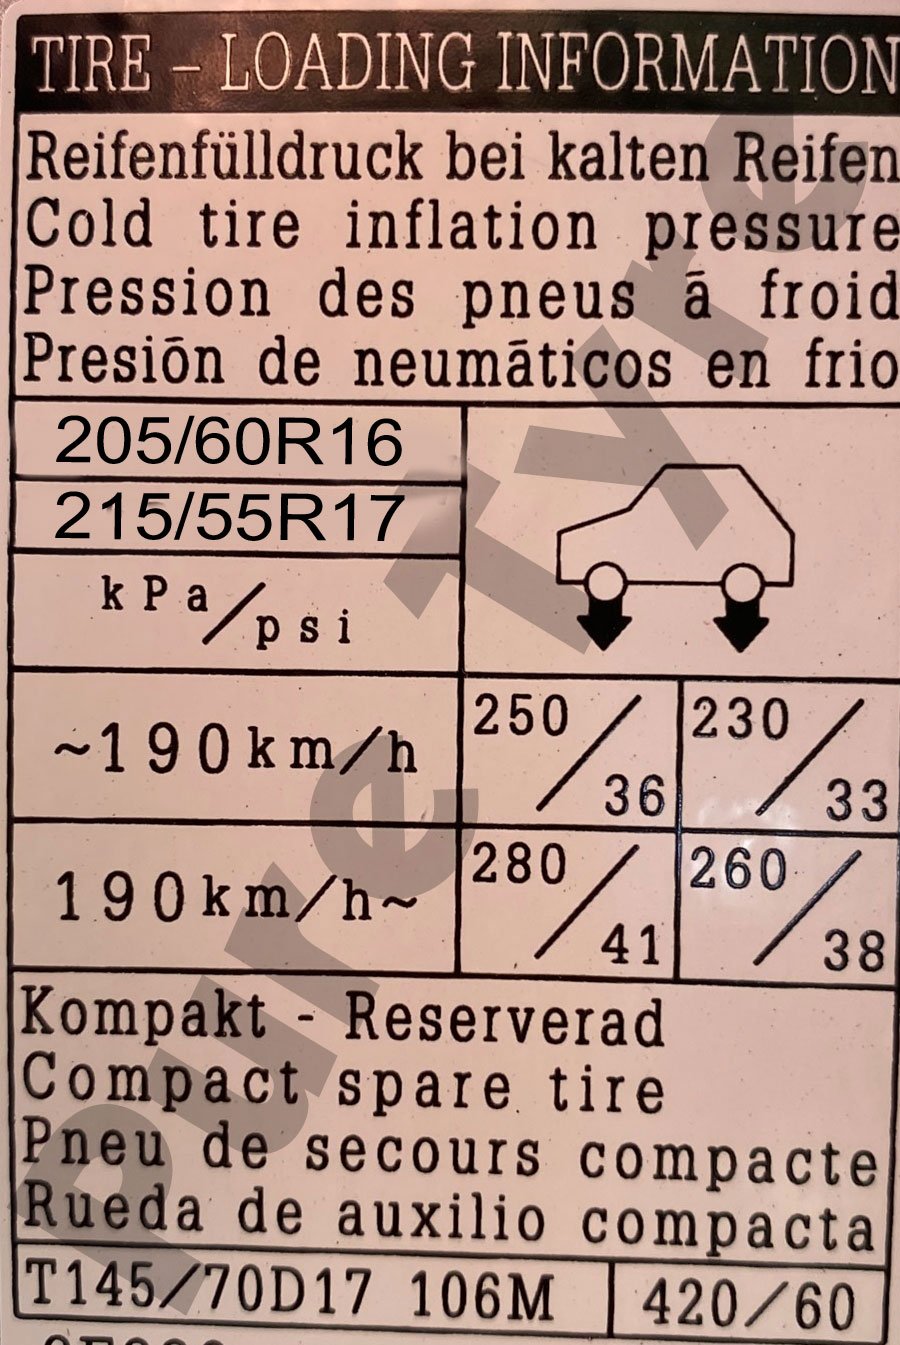 TIRE – LOADING INFORMATION
Reifenfülldruck bei kalten Reifen
Cold tire inflation pressure
Pression des pneus ā froid
Presiōn de neumāticos en frio
205/60R16
215/55R17
kPa/psi
~190km/h 250/36 230/33
190km/h~ 280/41 260/38
Kompakt - Reserverad
Compact spare tire
Pneu de secours compacte
Rueda de auxilio compacta
T145/70D17 106M 420/60
Pure Tyre